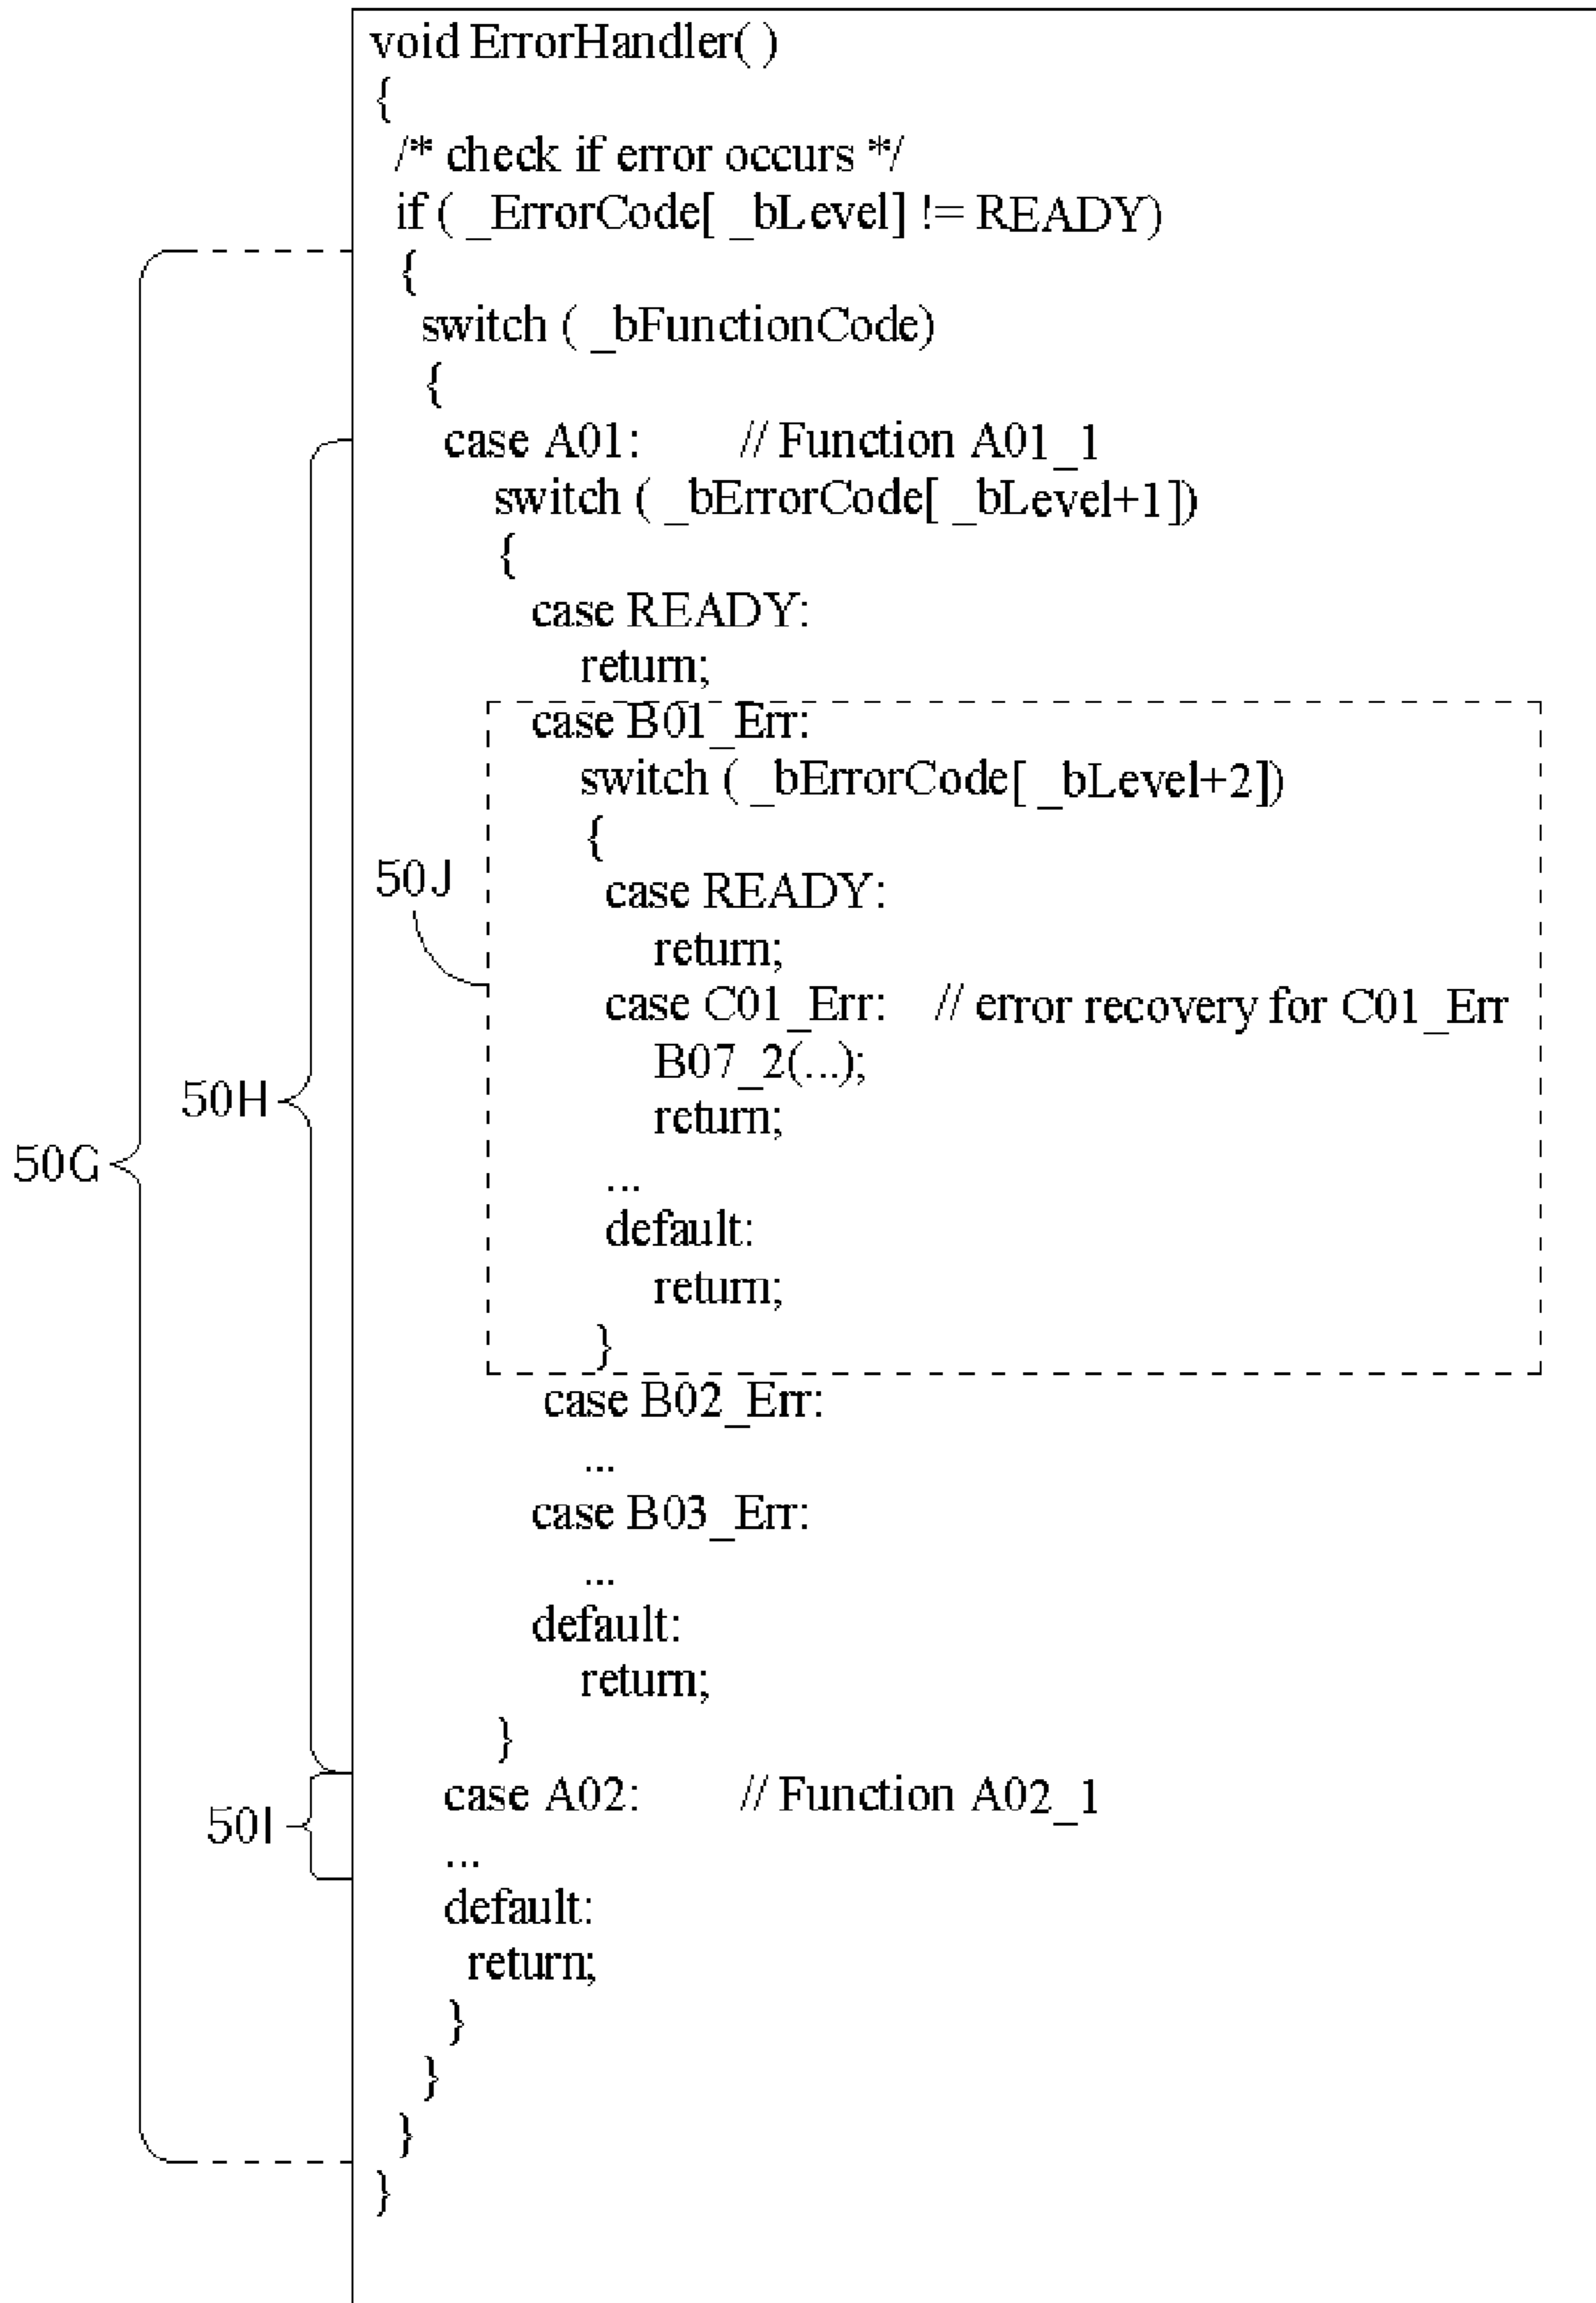 void ErrorHandler( )
{
/* check if error occurs */
if ( _ErrorCode[ _bLevel] != READY)
{
switch ( _bFunctionCode)
{
case A01: // Function A01_1
switch ( _bErrorCode[ _bLevel+1])
{
case READY:
return;
case B01_Err:
switch ( _bErrorCode[ _bLevel+2])
{
50J
case READY:
return;
case C01_Err: // error recovery for C01_Err
B07_2(...);
50H
return;
50G
...
default:
return;
}
case B02_Err:
...
case B03_Err:
...
default:
return;
}
case A02: // Function A02_1
50I
...
default:
return;
}
}
}
}